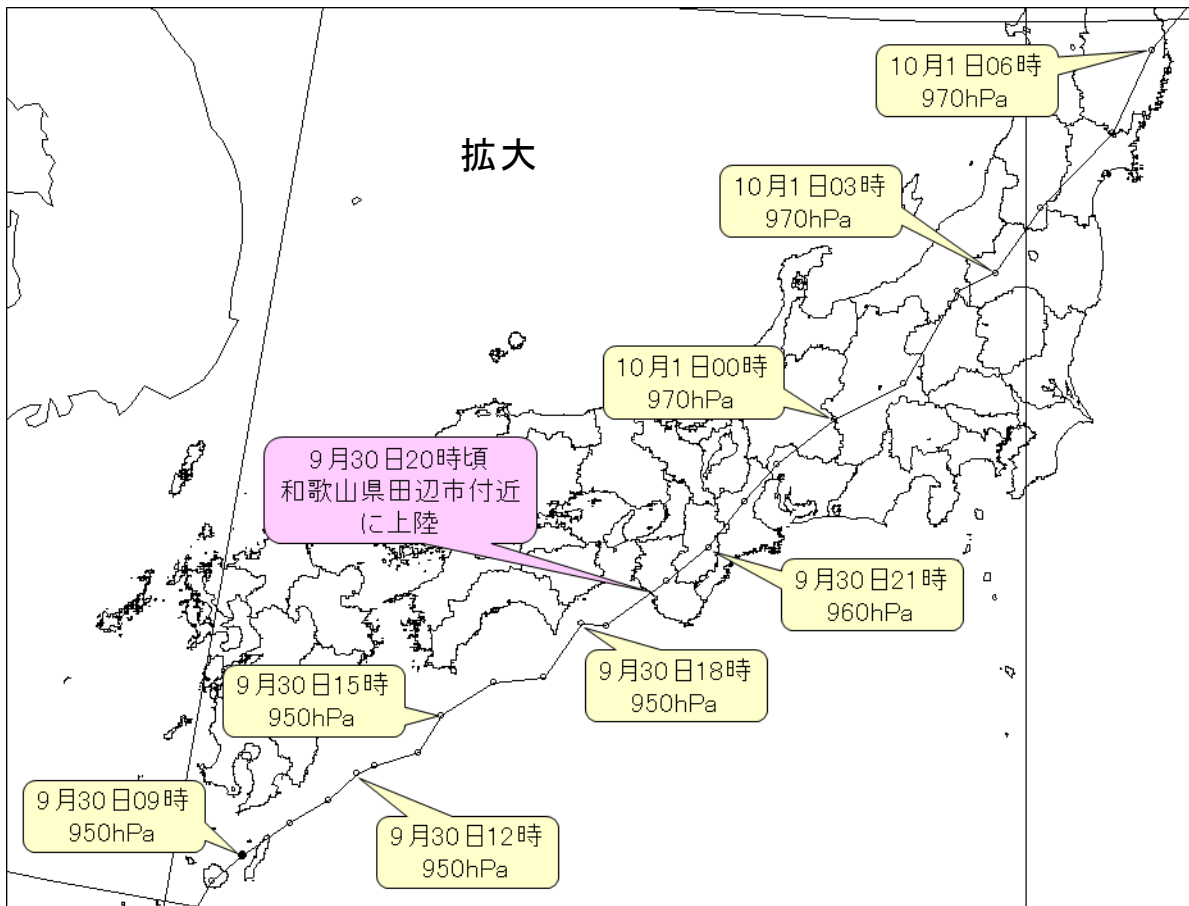 拡大
10月1日06時
970hPa
10月1日03時
970hPa
10月1日00時
970hPa
9月30日20時頃
和歌山県田辺市付近
に上陸
9月30日21時
960hPa
9月30日18時
950hPa
9月30日15時
950hPa
9月30日12時
950hPa
9月30日09時
950hPa